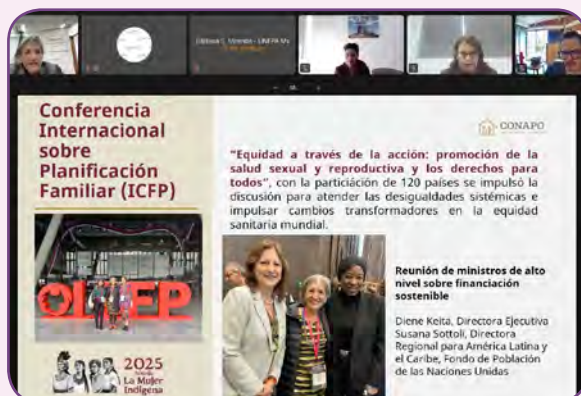 Conferencia
Internacional
sobre
Planificación
Familiar (ICFP)
CONAPO
"Equidad a través de la acción: promoción de la
salud sexual y reproductiva y los derechos para
todos", con la particiáción de 120 países se impulsó la
discusión para atender las desigualdades sistémicas e
impulsar cambios transformadores en la equidad
sanitaria mundial.
Reunión de ministros de alto
nivel sobre financiación
sostenible
Diene Keita, Directora Ejecutiva
Susana Sottoli, Directora
Regional para América Latina y
el Caribe, Fondo de Población
de las Naciones Unidas
2025
La Mujer
Indígena